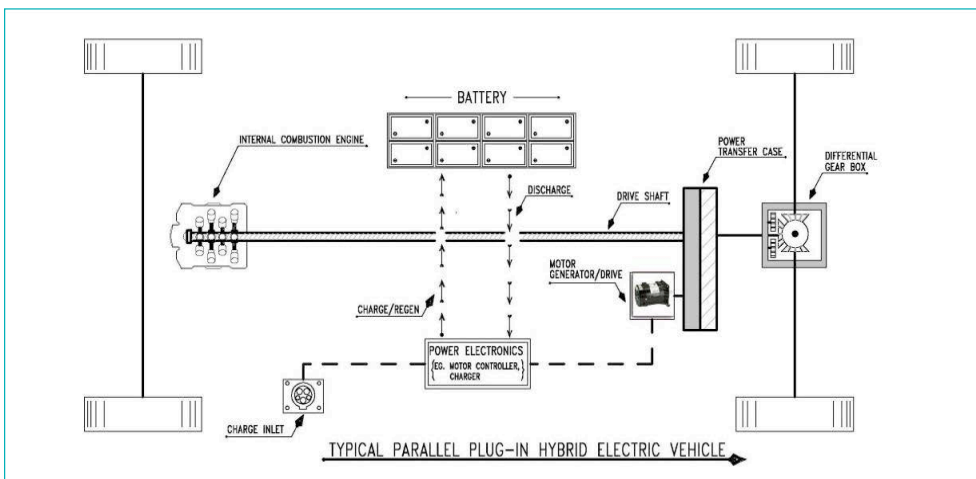 BATTERY
INTERNAL COMBUSTION ENGINE
POWER
TRANSFER CASE
DIFFERENTIAL
GEAR BOX
DISCHARGE
DRIVE SHAFT
MOTOR
GENERATOR/DRIVE
CHARGE/REGEN
POWER ELECTRONICS
(EG. MOTOR CONTROLLER,
CHARGER)
CHARGE INLET
TYPICAL PARALLEL PLUG-IN HYBRID ELECTRIC VEHICLE